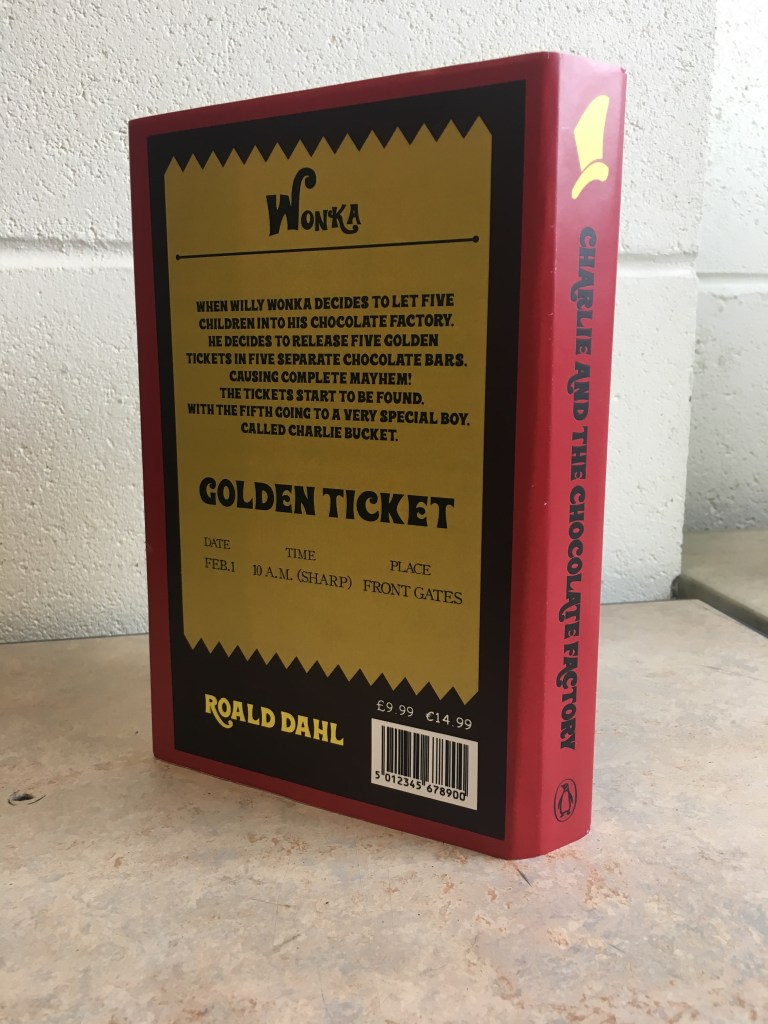 WONKA
WHEN WILLY WONKA DECIDES TO LET FIVE
CHILDREN INTO HIS CHOCOLATE FACTORY.
HE DECIDES TO RELEASE FIVE GOLDEN
TICKETS IN FIVE SEPARATE CHOCOLATE BARS.
CAUSING COMPLETE MAYHEM!
THE TICKETS START TO BE FOUND,
WITH THE FIFTH GOING TO A VERY SPECIAL BOY,
CALLED CHARLIE BUCKET.
GOLDEN TICKET
DATE TIME PLACE
FEB.1 10 A.M. (SHARP) FRONT GATES
ROALD DAHL
£9.99 €14.99
5 012345 678900
CHARLIE AND THE CHOCOLATE FACTORY